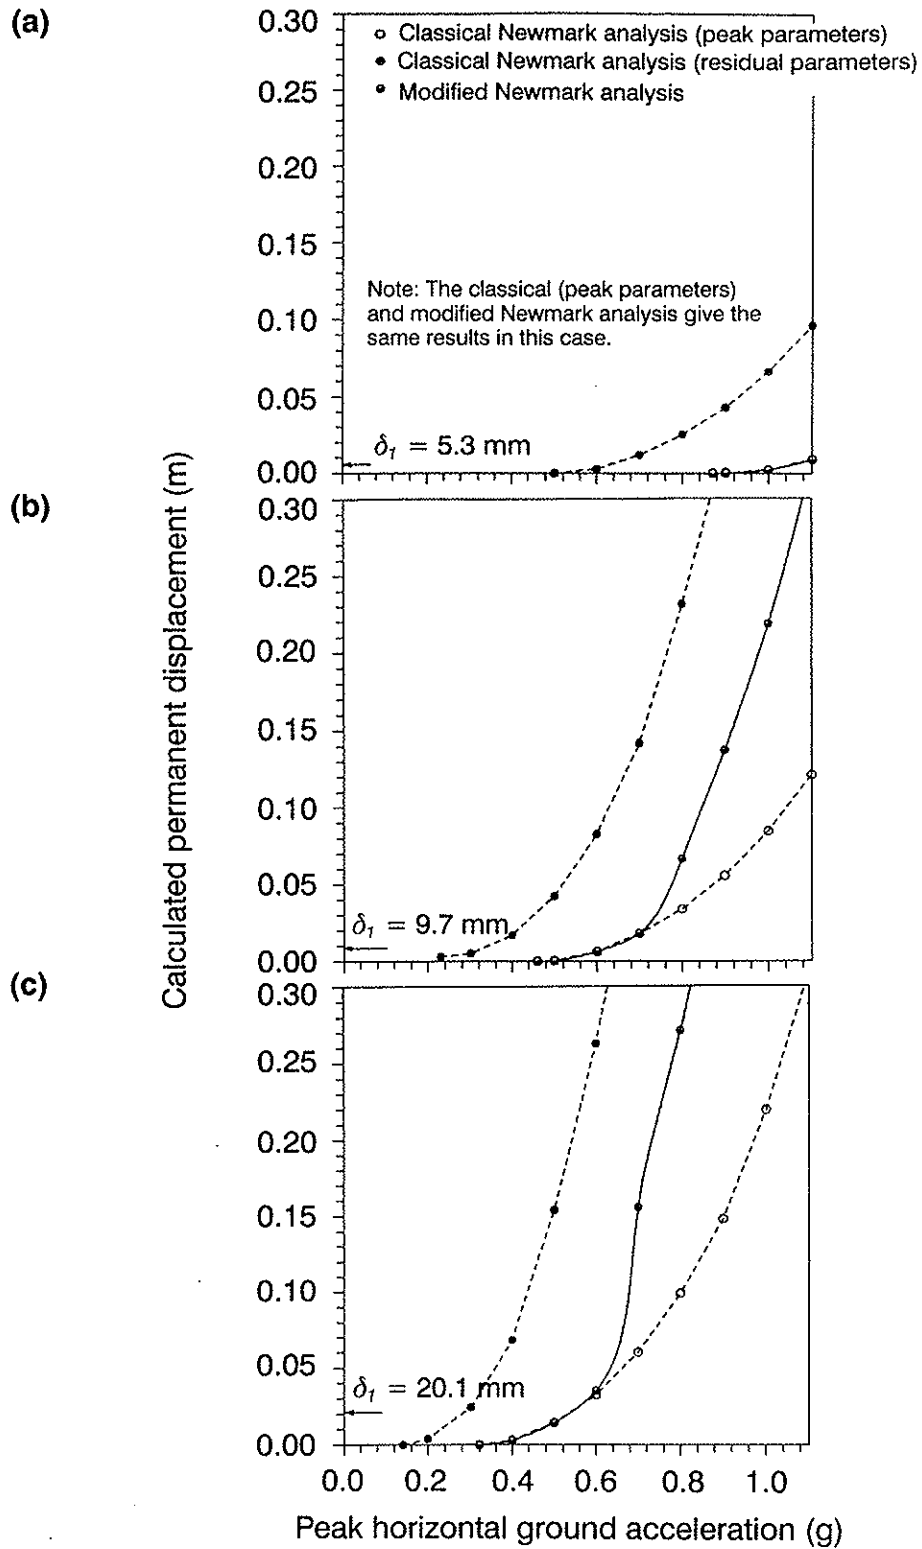 (a)
0.30
○ Classical Newmark analysis (peak parameters)
● Classical Newmark analysis (residual parameters)
Modified Newmark analysis
0.25
0.20
0.15
0.10
0.05
0.00
Note: The classical (peak parameters)
and modified Newmark analysis give the
same results in this case.
δ₁ = 5.3 mm
(b)
0.30
0.25
0.20
0.15
0.10
0.05
0.00
δ₁ = 9.7 mm
Calculated permanent displacement (m)
(c)
0.30
0.25
0.20
0.15
0.10
0.05
0.00
δ₁ = 20.1 mm
0.0 0.2 0.4 0.6 0.8 1.0
Peak horizontal ground acceleration (g)